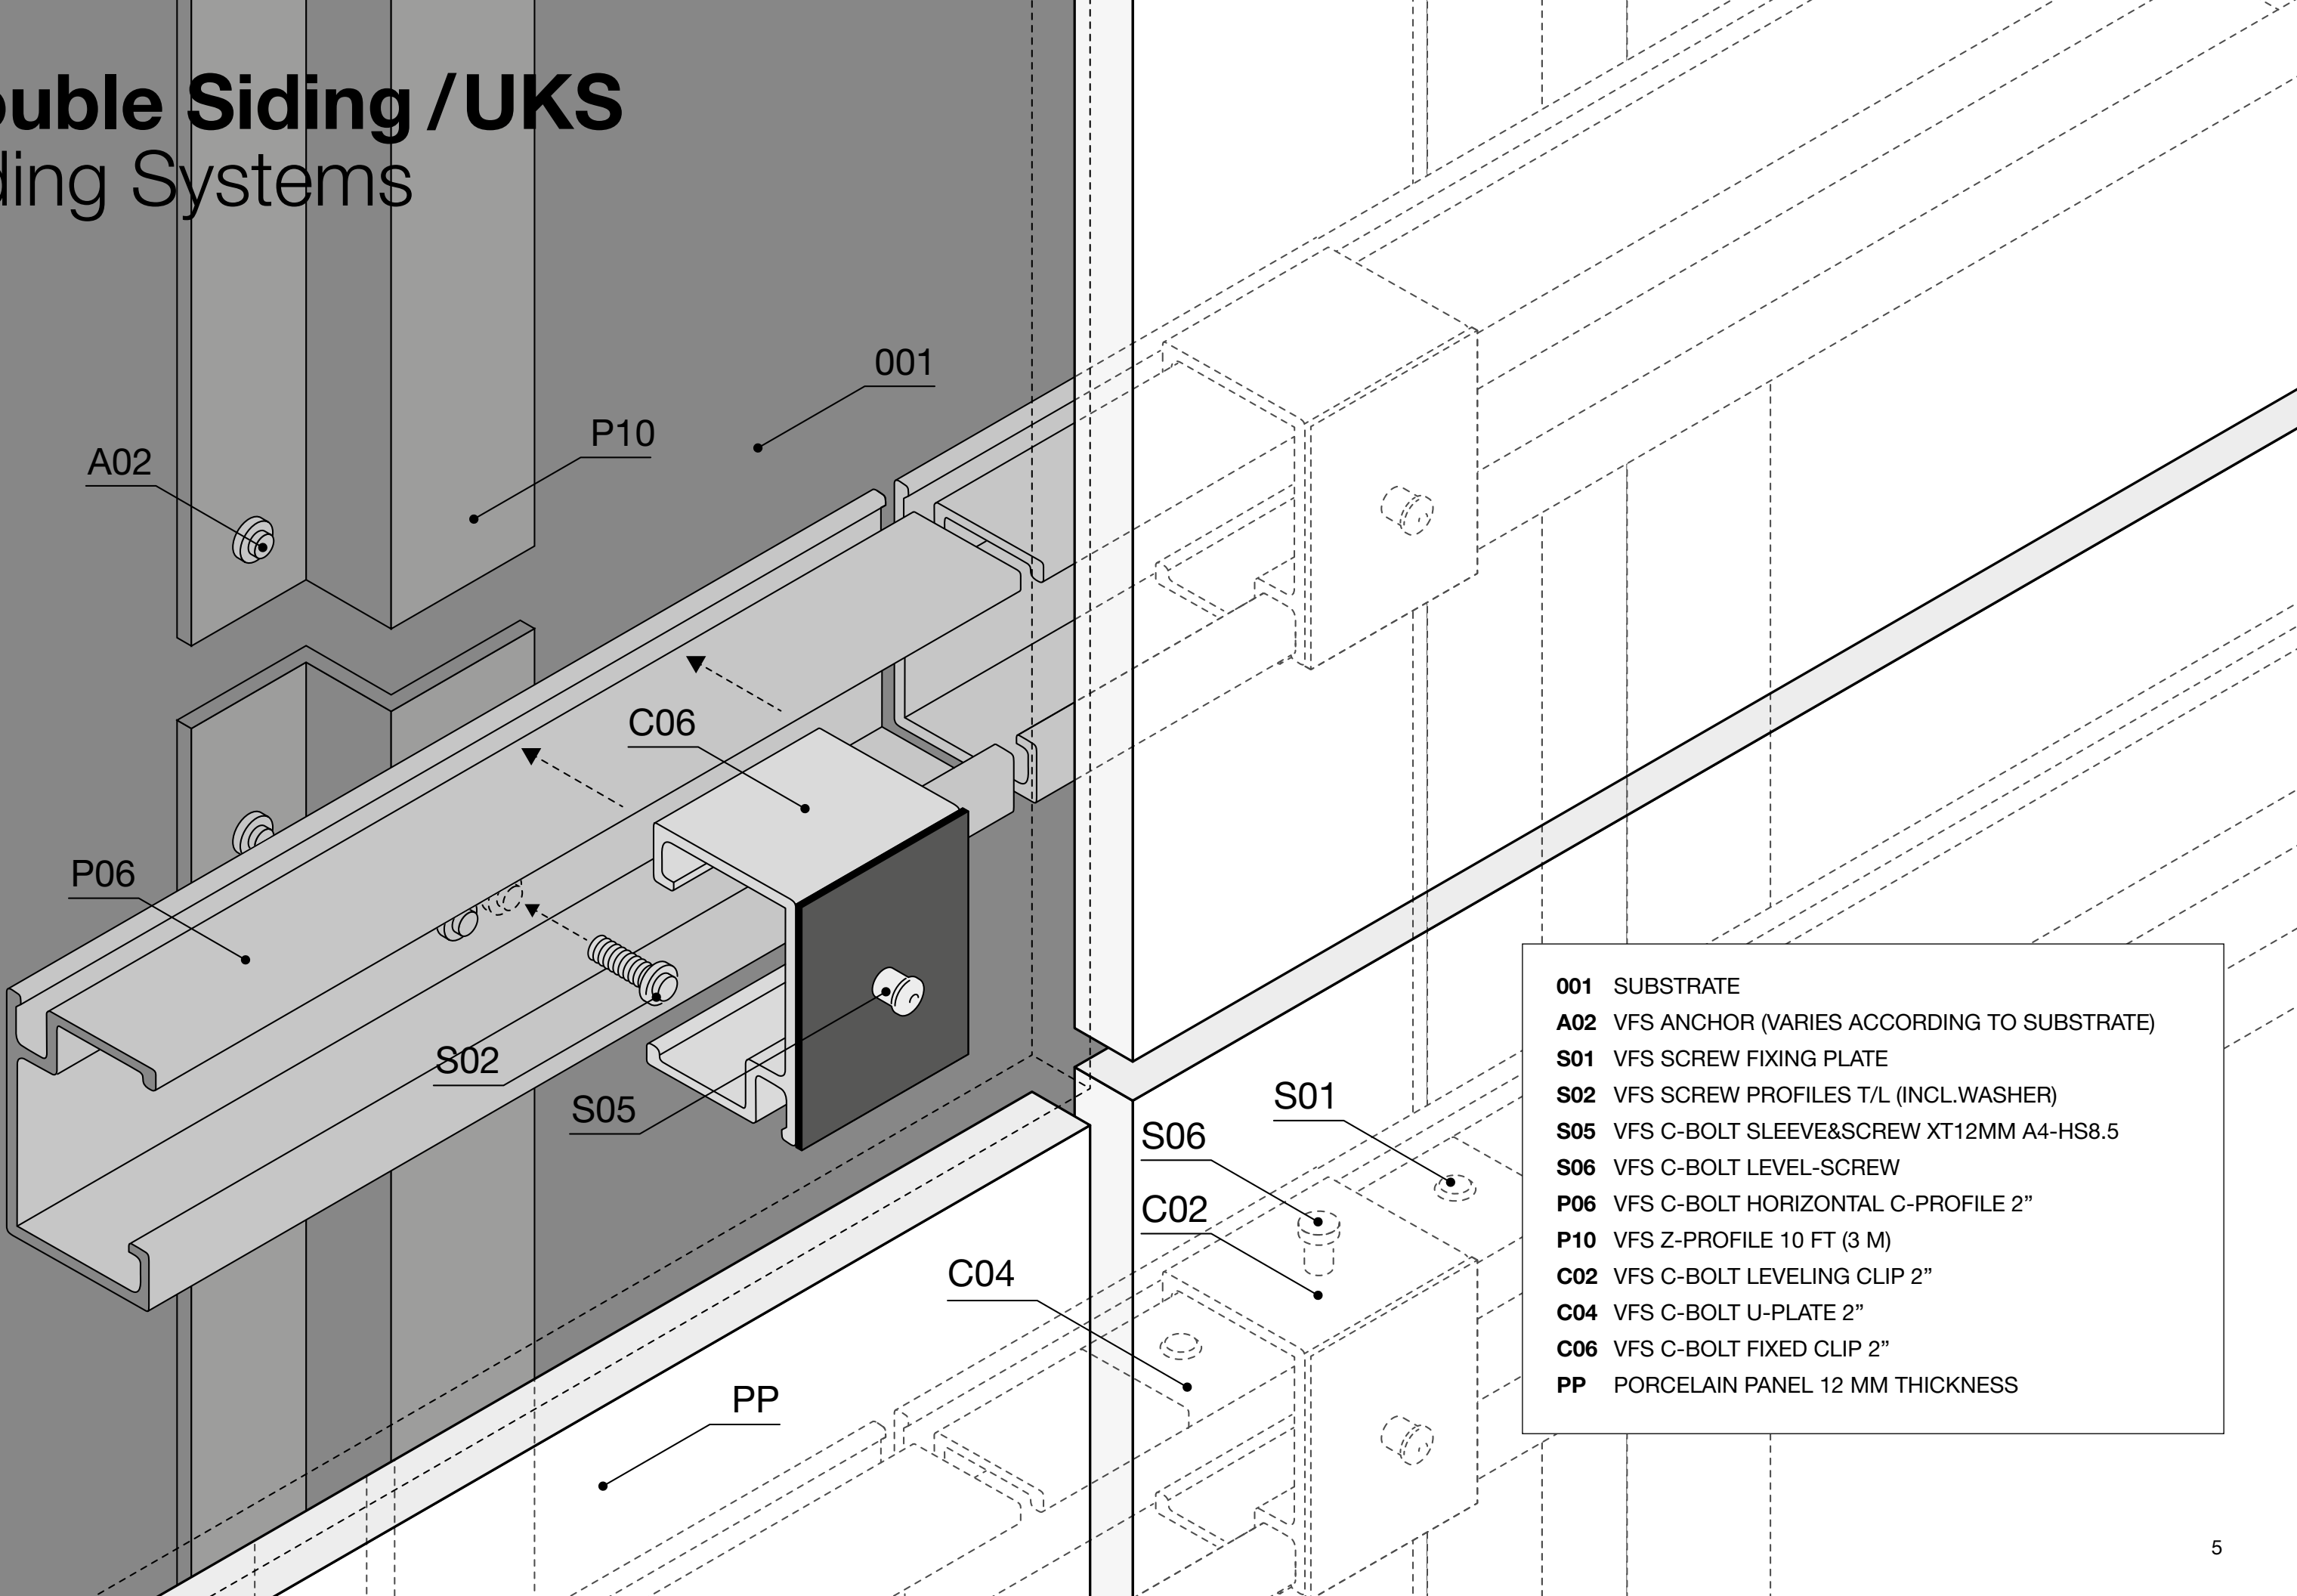 uble Siding / UKS
ding Systems
001
P10
A02
C06
P06
S02
S05
S01
S06
C02
C04
PP
001 SUBSTRATE
A02 VFS ANCHOR (VARIES ACCORDING TO SUBSTRATE)
S01 VFS SCREW FIXING PLATE
S02 VFS SCREW PROFILES T/L (INCL.WASHER)
S05 VFS C-BOLT SLEEVE&SCREW XT12MM A4-HS8.5
S06 VFS C-BOLT LEVEL-SCREW
P06 VFS C-BOLT HORIZONTAL C-PROFILE 2”
P10 VFS Z-PROFILE 10 FT (3 M)
C02 VFS C-BOLT LEVELING CLIP 2”
C04 VFS C-BOLT U-PLATE 2”
C06 VFS C-BOLT FIXED CLIP 2”
PP PORCELAIN PANEL 12 MM THICKNESS
5